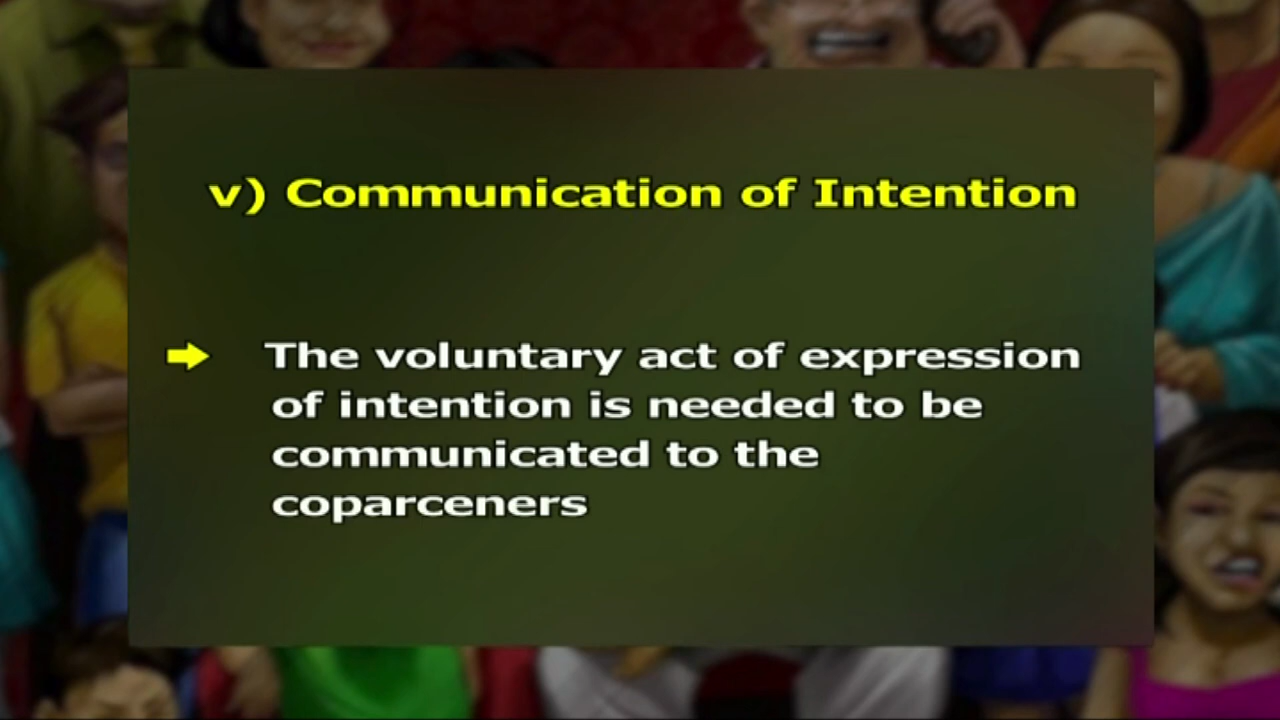 v) Communication of Intention
The voluntary act of expression
of intention is needed to be
communicated to the
coparceners